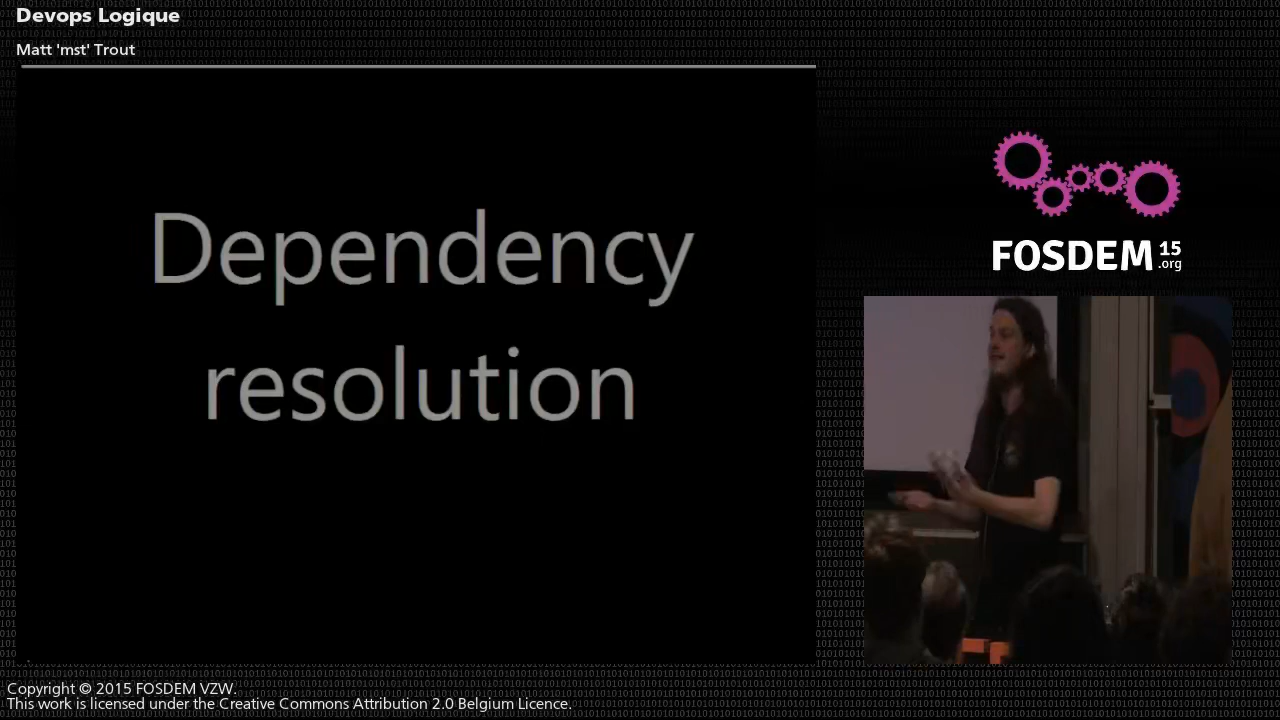 Devops Logique
Matt 'mst' Trout
Dependency
resolution
FOSDEM 15
.org
Copyright © 2015 FOSDEM VZW.
This work is licensed under the Creative Commons Attribution 2.0 Belgium Licence.